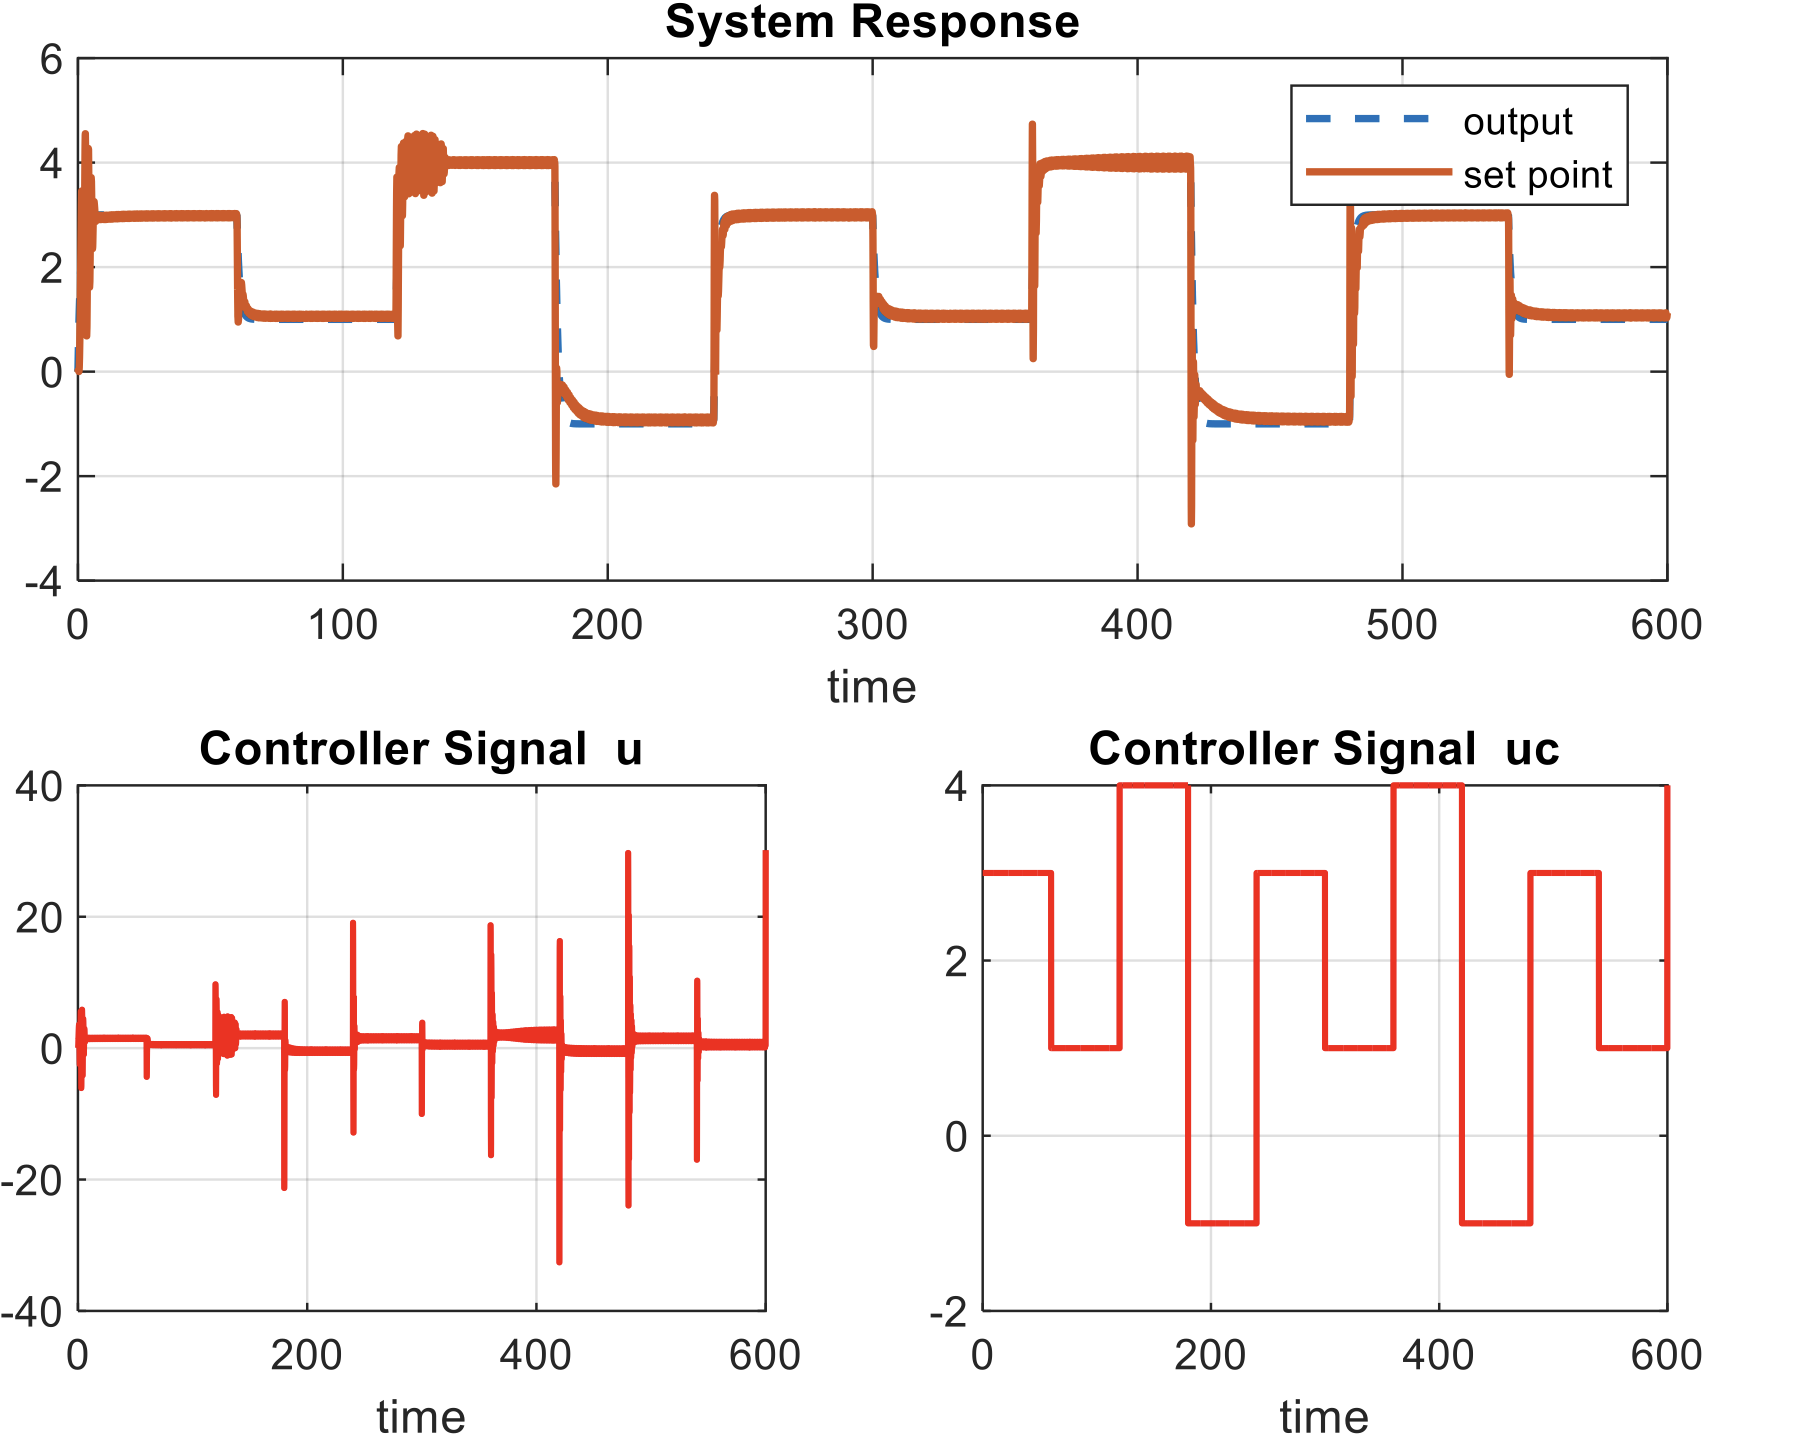 System Response
6
4
2
0
-2
-4
output
set point
0 100 200 300 400 500 600
time
Controller Signal u
40
20
0
-20
-40
0 200 400 600
time
Controller Signal uc
4
2
0
-2
0 200 400 600
time